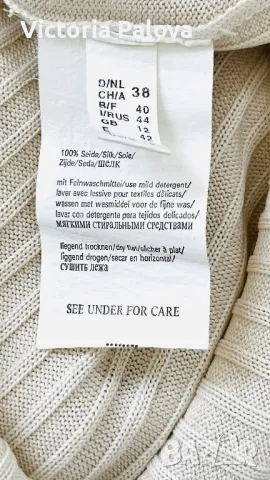 Victoria Palova
D/NL
CH/A 38
B/F 40
I/RUS 44
GB 12
E 42
100% Seide/Silk/Soie/
Zijde/Seda/ШЕЛК
mit Feinwaschmittel/use mild detergent/
laver avec lessive pour textiles délicats/
wassen met wasmiddel voor de fijne was/
lavar con detergente para tejidos delicados/
МЯГКИМИ СТИРАЛЬНЫМИ СРЕДСТВАМИ
liegend trocknen/dry flat/sécher à plat/
liggend drogen/secar en horizontal/
СУШИТЬ ЛЕЖА
SEE UNDER FOR CARE
BAZAR